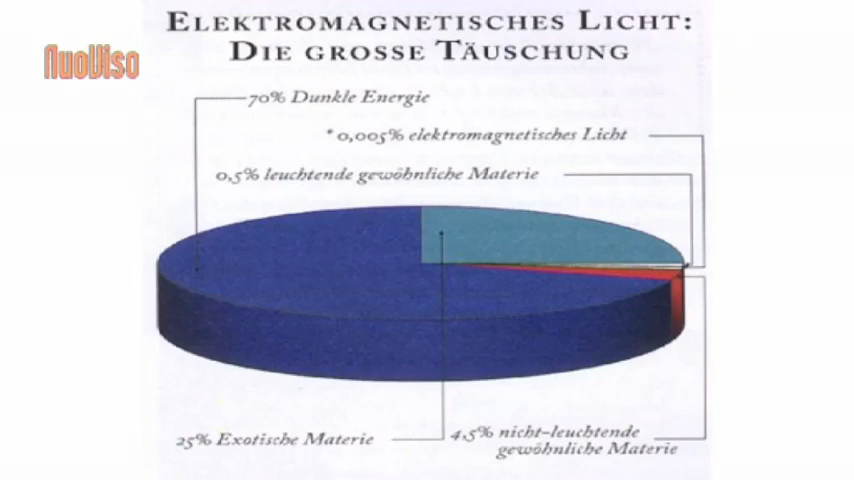 ELEKTROMAGNETISCHES LICHT:
DIE GROSSE TÄUSCHUNG
NuoViso
70% Dunkle Energie
* 0,005% elektromagnetisches Licht
0,5% leuchtende gewöhnliche Materie
25% Exotische Materie
4,5% nicht-leuchtende
gewöhnliche Materie